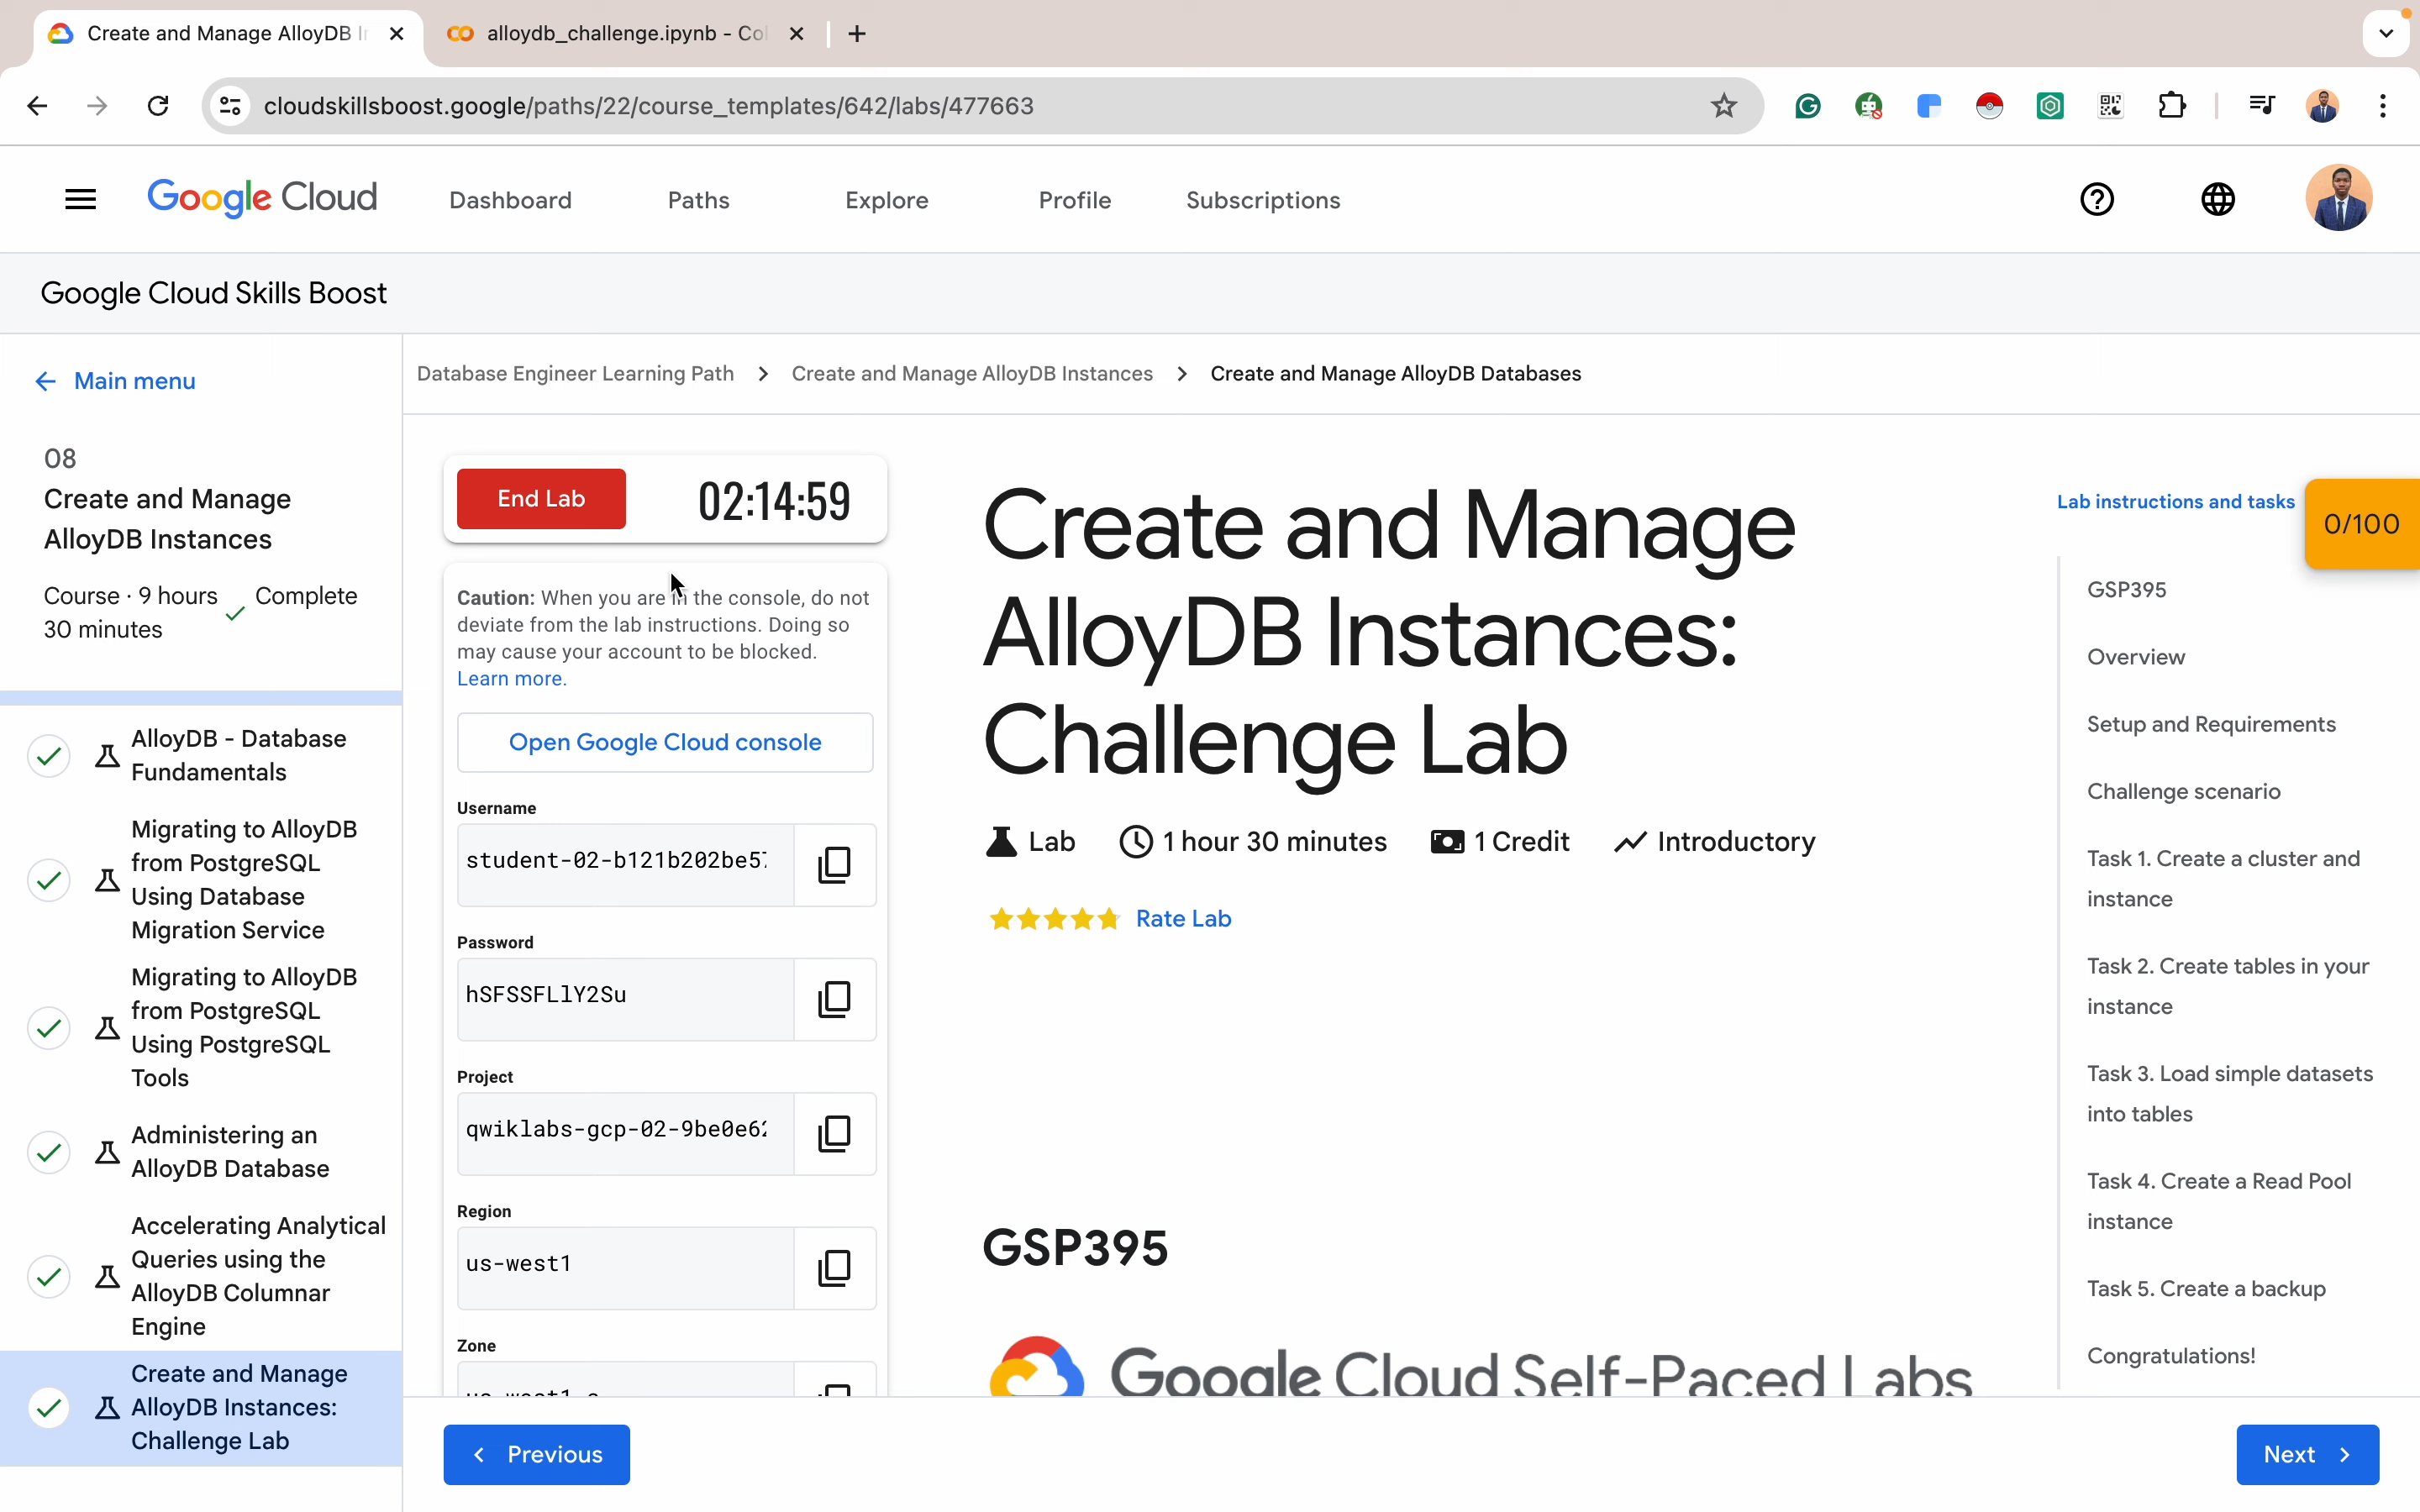 Create and Manage AlloyDB I
alloydb_challenge.ipynb - Co
cloudskillsboost.google/paths/22/course_templates/642/labs/477663
Google Cloud
Dashboard
Paths
Explore
Profile
Subscriptions
Google Cloud Skills Boost
Main menu
08
Create and Manage
AlloyDB Instances
Course · 9 hours
30 minutes
Complete
AlloyDB - Database
Fundamentals
Migrating to AlloyDB
from PostgreSQL
Using Database
Migration Service
Migrating to AlloyDB
from PostgreSQL
Using PostgreSQL
Tools
Administering an
AlloyDB Database
Accelerating Analytical
Queries using the
AlloyDB Columnar
Engine
Create and Manage
AlloyDB Instances:
Challenge Lab
Database Engineer Learning Path > Create and Manage AlloyDB Instances > Create and Manage AlloyDB Databases
End Lab
02:14:59
Caution: When you are in the console, do not
deviate from the lab instructions. Doing so
may cause your account to be blocked.
Learn more.
Open Google Cloud console
Username
student-02-b121b202be57
Password
hSFSSFLlY2Su
Project
qwiklabs-gcp-02-9be0e62
Region
us-west1
Zone
Create and Manage
AlloyDB Instances:
Challenge Lab
Lab
1 hour 30 minutes
1 Credit
Introductory
Rate Lab
GSP395
Google Cloud Self-Paced Labs
Lab instructions and tasks
0/100
GSP395
Overview
Setup and Requirements
Challenge scenario
Task 1. Create a cluster and
instance
Task 2. Create tables in your
instance
Task 3. Load simple datasets
into tables
Task 4. Create a Read Pool
instance
Task 5. Create a backup
Congratulations!
Previous
Next